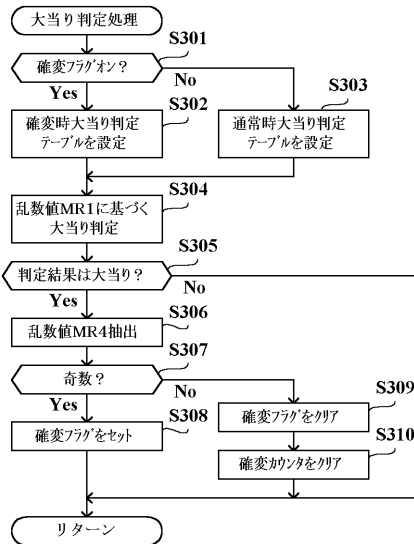 大当り判定処理
S301
確変フラグオン？
Yes
No
S302
S303
確変時大当り判定
テーブルを設定
通常時大当り判定
テーブルを設定
S304
乱数値MR1に基づく
大当り判定
S305
判定結果は大当り？
Yes
No
S306
乱数値MR4抽出
S307
奇数？
Yes
No
S308
S309
確変フラグをセット
確変フラグをクリア
S310
確変カウンタをクリア
リターン